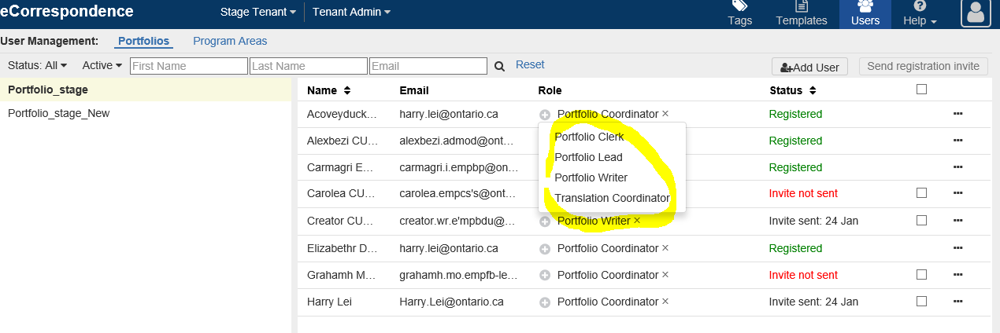 eCorrespondence Stage Tenant Tenant Admin Tags Templates Users Help
User Management: Portfolios Program Areas
Status: All Active First Name Last Name Email Reset Add User Send registration invite
Portfolio_stage
Portfolio_stage_New
Name Email Role Status
Acoveyduck... harry.lei@ontario.ca Portfolio Coordinator × Registered ...
Alexbezi CU... alexbezi.admod@ont... Registered ...
Carmagri E... carmagri.i.empbp@on... Registered ...
Carolea CU... carolea.empcs's@ont... Invite not sent ...
Portfolio Clerk
Portfolio Lead
Portfolio Writer
Translation Coordinator
Creator CU... creator.wr.e'mpbdu@... Portfolio Writer × Invite sent: 24 Jan ...
Elizabethr D... harry.lei@ontario.ca Portfolio Coordinator × Registered ...
Grahamh M... grahamh.mo.empfb-le... Portfolio Coordinator × Invite not sent ...
Harry Lei Harry.Lei@ontario.ca Portfolio Coordinator × Invite sent: 24 Jan ...